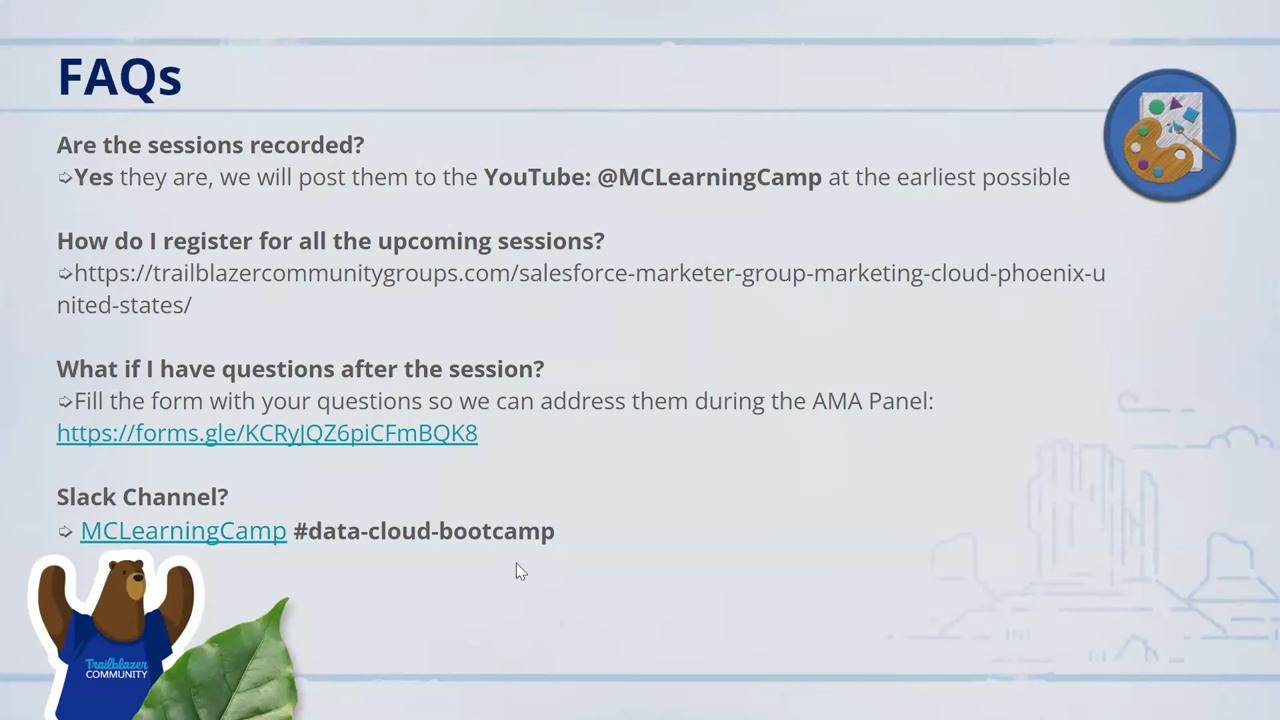 FAQs
Are the sessions recorded?
➩Yes they are, we will post them to the YouTube: @MCLearningCamp at the earliest possible
How do I register for all the upcoming sessions?
➩https://trailblazercommunitygroups.com/salesforce-marketer-group-marketing-cloud-phoenix-u
nited-states/
What if I have questions after the session?
➩Fill the form with your questions so we can address them during the AMA Panel:
https://forms.gle/KCRyJQZ6piCFmBQK8
Slack Channel?
➩ MCLearningCamp #data-cloud-bootcamp
Trailblazer
COMMUNITY